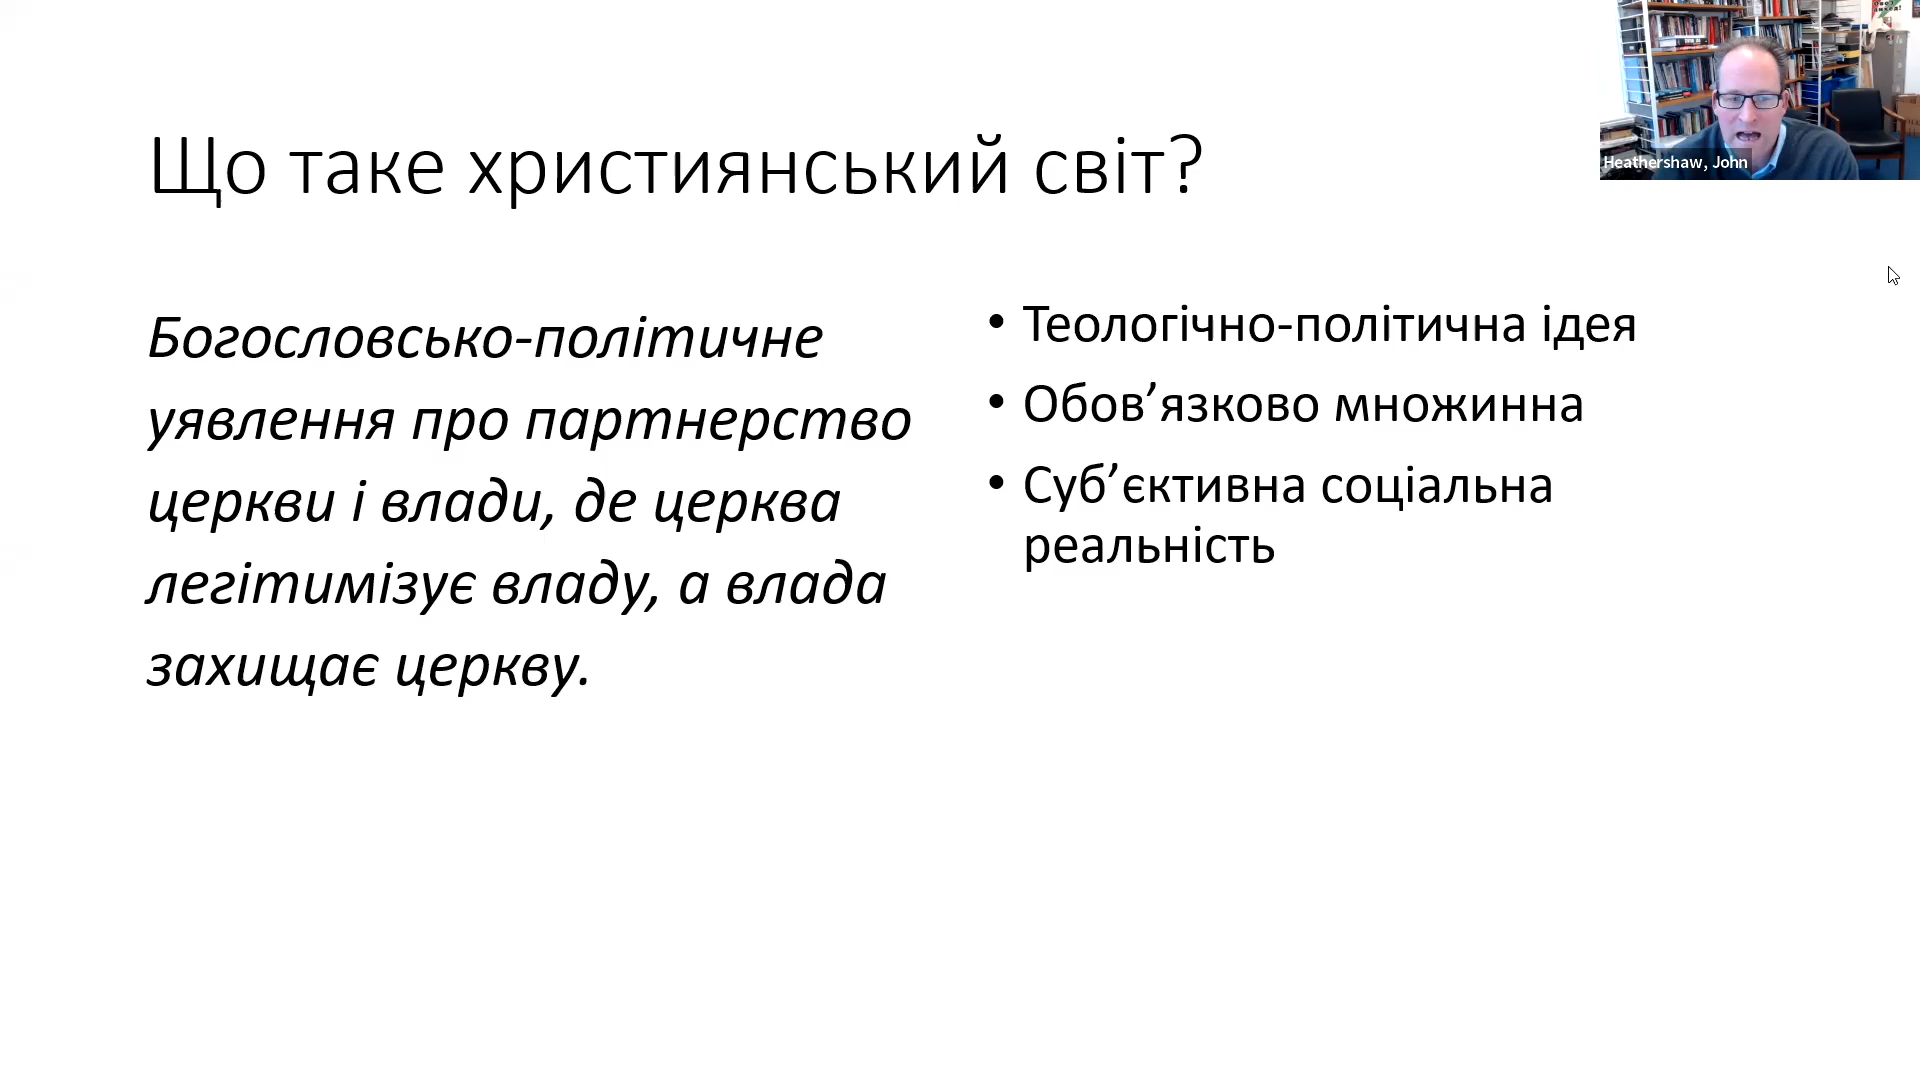 Що таке християнський світ?
Богословсько-політичне
уявлення про партнерство
церкви і влади, де церква
легітимізує владу, а влада
захищає церкву.
• Теологічно-політична ідея
• Обов’язково множинна
• Суб’єктивна соціальна
реальність
Heathershaw, John